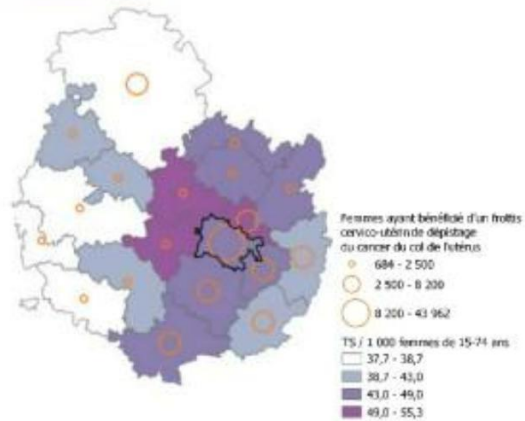 Femmes ayant bénéficié d'un frottis
cervico-utérin de dépistage
du cancer du col de l'utérus
684 - 2 500
2 500 - 8 200
8 200 - 43 962
TS / 1 000 femmes de 15-74 ans
37,7 - 38,7
38,7 - 43,0
43,0 - 49,0
49,0 - 55,3